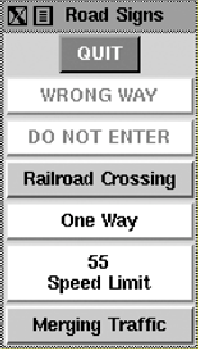 Road Signs
QUIT
WRONG WAY
DO NOT ENTER
Railroad Crossing
One Way
55
Speed Limit
Merging Traffic